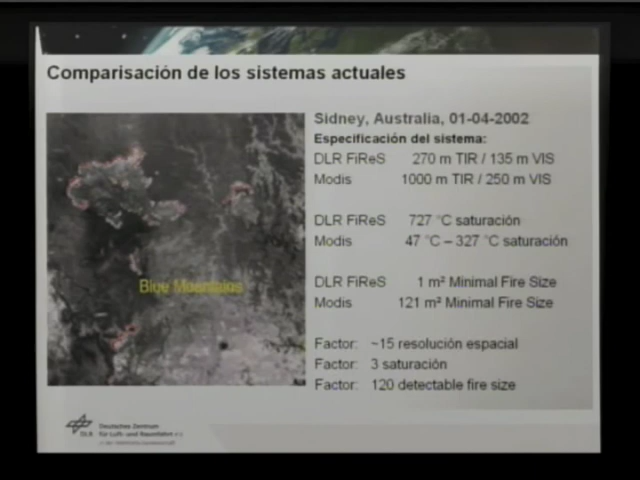 Comparisación de los sistemas actuales
Sidney, Australia, 01-04-2002
Especificación del sistema:
DLR FiReS 270 m TIR / 135 m VIS
Modis 1000 m TIR / 250 m VIS
DLR FiReS 727 °C saturación
Modis 47 °C – 327 °C saturación
DLR FiReS 1 m² Minimal Fire Size
Modis 121 m² Minimal Fire Size
Factor: ~15 resolución espacial
Factor: 3 saturación
Factor: 120 detectable fire size
Blue Mountains
DLR
Deutsches Zentrum
für Luft- und Raumfahrt e.V.